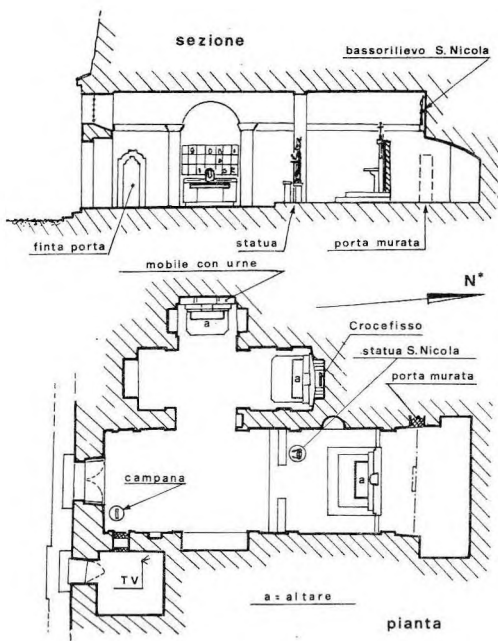 sezione
bassorilievo S. Nicola
finta porta
statua
porta murata
mobile con urne
N*
a
Crocefisso
statua S. Nicola
a
porta murata
campana
a
TV
a = altare
pianta